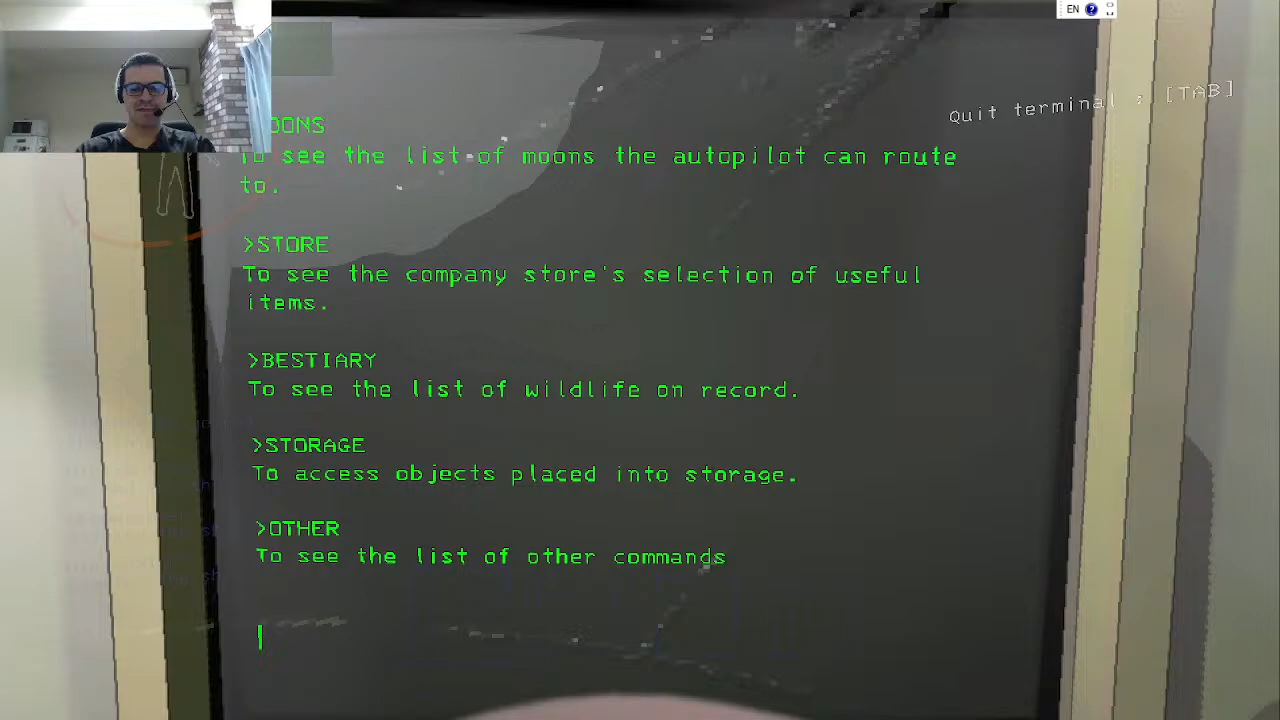 EN
Quit terminal : [TAB]
OONS
To see the list of moons the autopilot can route
to.
>STORE
To see the company store's selection of useful
items.
>BESTIARY
To see the list of wildlife on record.
>STORAGE
To access objects placed into storage.
>OTHER
To see the list of other commands